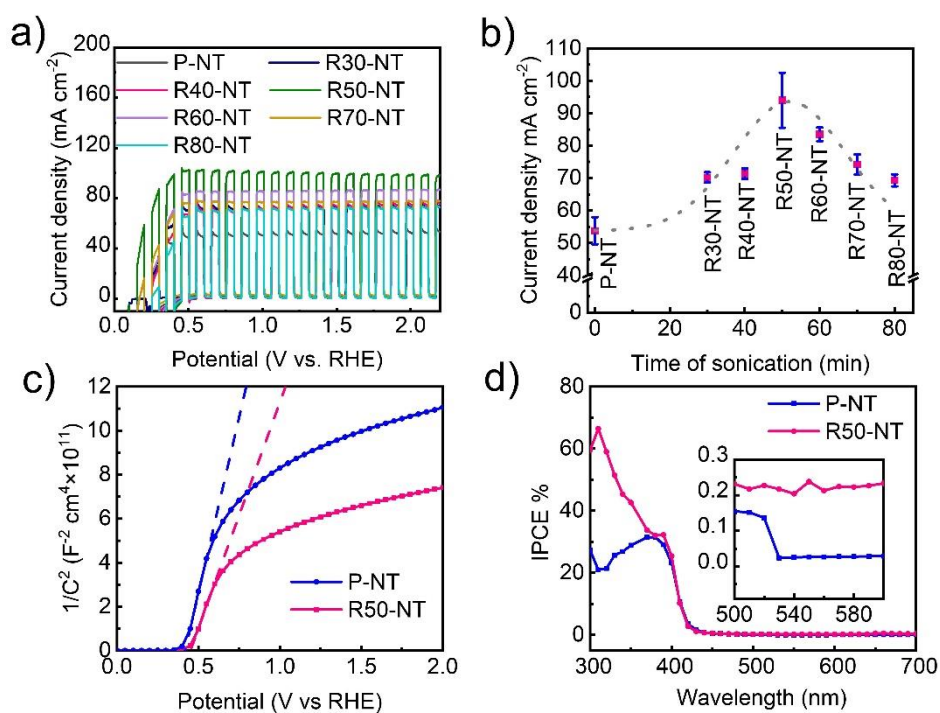 a)
Current density (mA cm⁻²)
200
160
120
80
40
0
P-NT
R30-NT
R40-NT
R50-NT
R60-NT
R70-NT
R80-NT
0.0 0.5 1.0 1.5 2.0
Potential (V vs. RHE)
b)
Current density mA cm⁻²)
110
100
90
80
70
60
50
40
0
P-NT
R30-NT
R40-NT
R50-NT
R60-NT
R70-NT
R80-NT
0 20 40 60 80
Time of sonication (min)
c)
1/C² (F⁻² cm⁴×10¹¹)
12
10
8
6
4
2
0
P-NT
R50-NT
0.0 0.5 1.0 1.5 2.0
Potential (V vs RHE)
d)
IPCE %
80
60
40
20
0
P-NT
R50-NT
0.3
0.2
0.1
0.0
500 540 580
300 400 500 600 700
Wavelength (nm)